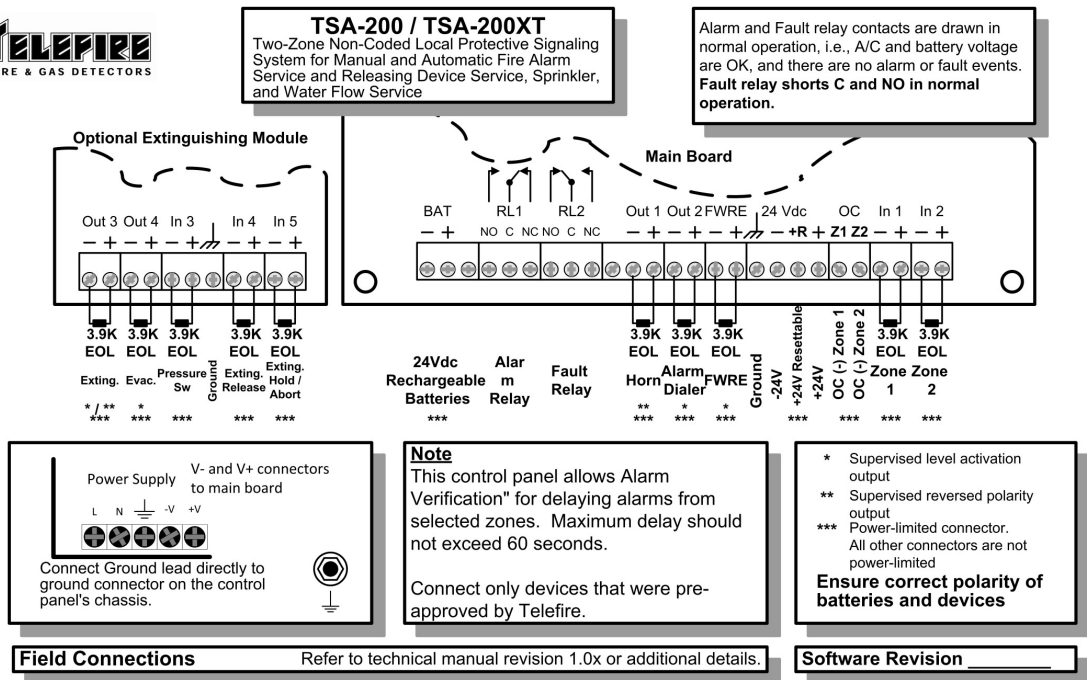 TELEFIRE
RE & GAS DETECTORS
TSA-200 / TSA-200XT
Two-Zone Non-Coded Local Protective Signaling
System for Manual and Automatic Fire Alarm
Service and Releasing Device Service, Sprinkler,
and Water Flow Service
Alarm and Fault relay contacts are drawn in
normal operation, i.e., A/C and battery voltage
are OK, and there are no alarm or fault events.
Fault relay shorts C and NO in normal
operation.
Optional Extinguishing Module
Out 3 Out 4 In 3 In 4 In 5
- + - + - + - + - +
3.9K 3.9K 3.9K 3.9K 3.9K
EOL EOL EOL EOL EOL
Exting. Evac. Pressure Sw Ground Exting. Release Exting. Hold / Abort
* / ** *
*** *** *** *** ***
Main Board
BAT RL1 RL2 Out 1 Out 2 FWRE 24 Vdc OC In 1 In 2
- + NO C NC NO C NC - + - + - + - +R + Z1 Z2 - + - +
3.9K 3.9K 3.9K 3.9K 3.9K
EOL EOL EOL EOL EOL
24Vdc
Rechargeable
Batteries
***
Alar
m
Relay
Fault
Relay
Horn
**
***
Alarm
Dialer
*
***
FWRE
*
***
Ground
-24V
+24V Resettable
+24V
***
OC (-) Zone 1
OC (-) Zone 2
***
Zone
1
***
Zone
2
***
Power Supply
V- and V+ connectors
to main board
L N -V +V
Connect Ground lead directly to
ground connector on the control
panel's chassis.
Note
This control panel allows Alarm
Verification" for delaying alarms from
selected zones. Maximum delay should
not exceed 60 seconds.
Connect only devices that were pre-
approved by Telefire.
* Supervised level activation
output
** Supervised reversed polarity
output
*** Power-limited connector.
All other connectors are not
power-limited
Ensure correct polarity of
batteries and devices
Field Connections Refer to technical manual revision 1.0x or additional details.
Software Revision ________